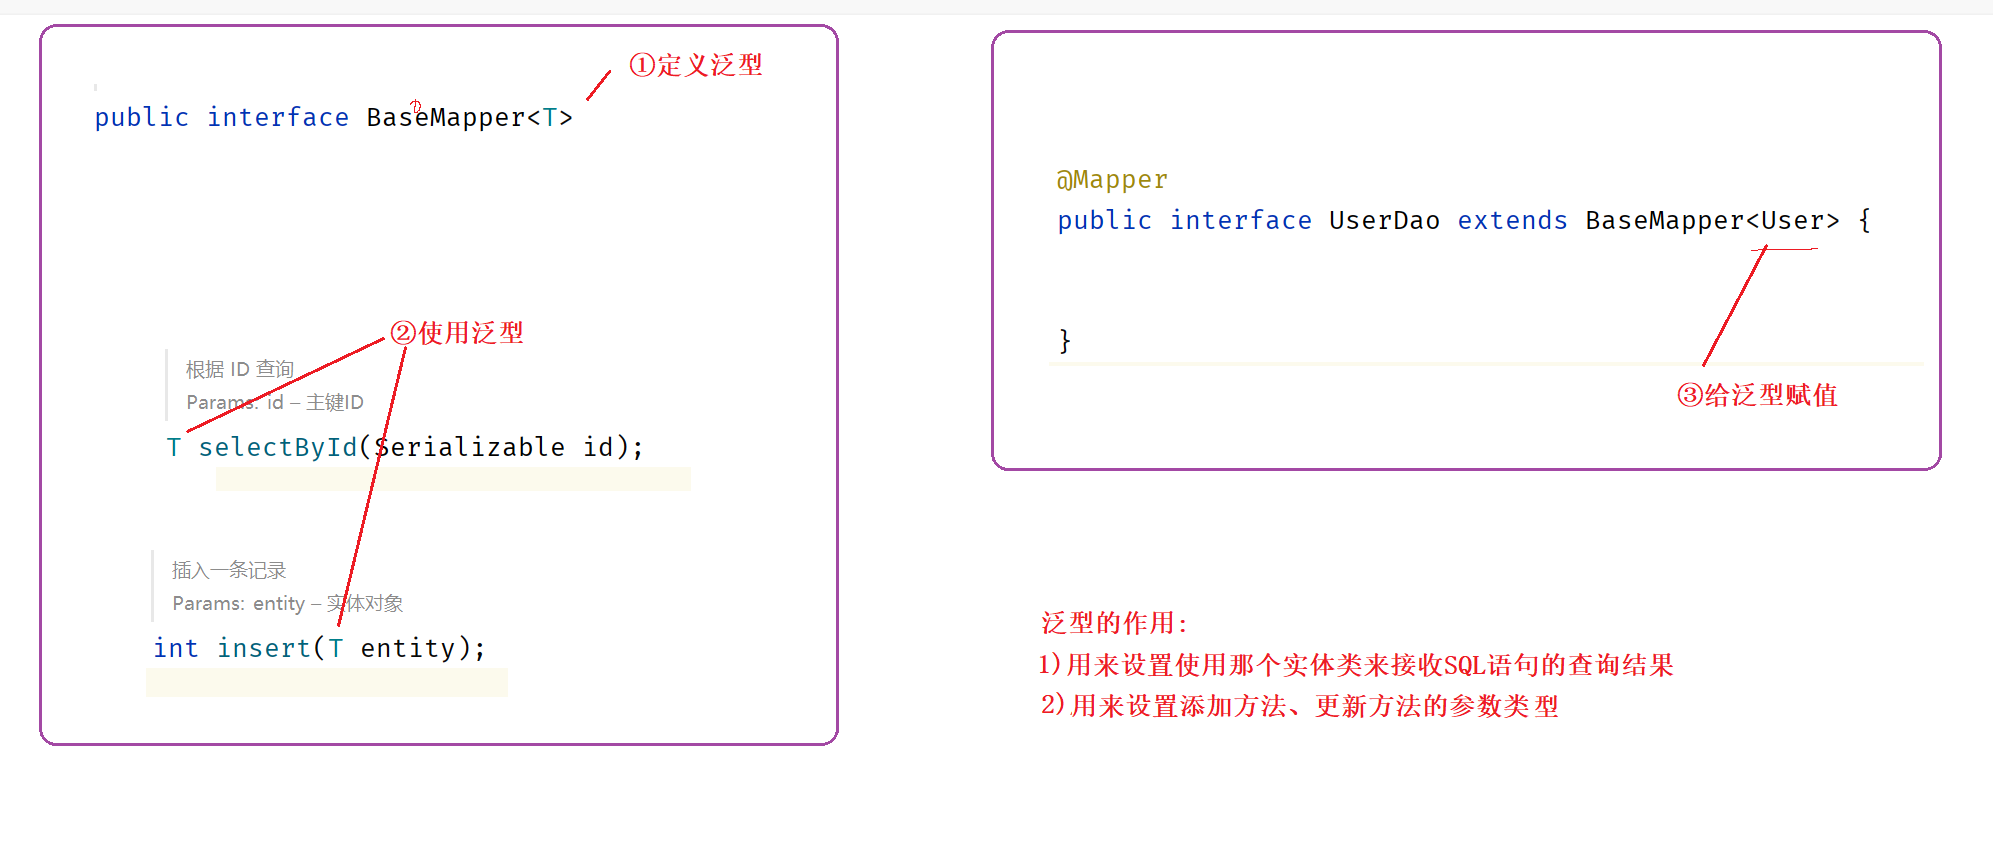 ①定义泛型
public interface BaseMapper<T>
②使用泛型
根据 ID 查询
Params: id – 主键ID
T selectById(Serializable id);
插入一条记录
Params: entity – 实体对象
int insert(T entity);
@Mapper
public interface UserDao extends BaseMapper<User> {
}
③给泛型赋值
泛型的作用:
1)用来设置使用那个实体类来接收SQL语句的查询结果
2)用来设置添加方法、更新方法的参数类型